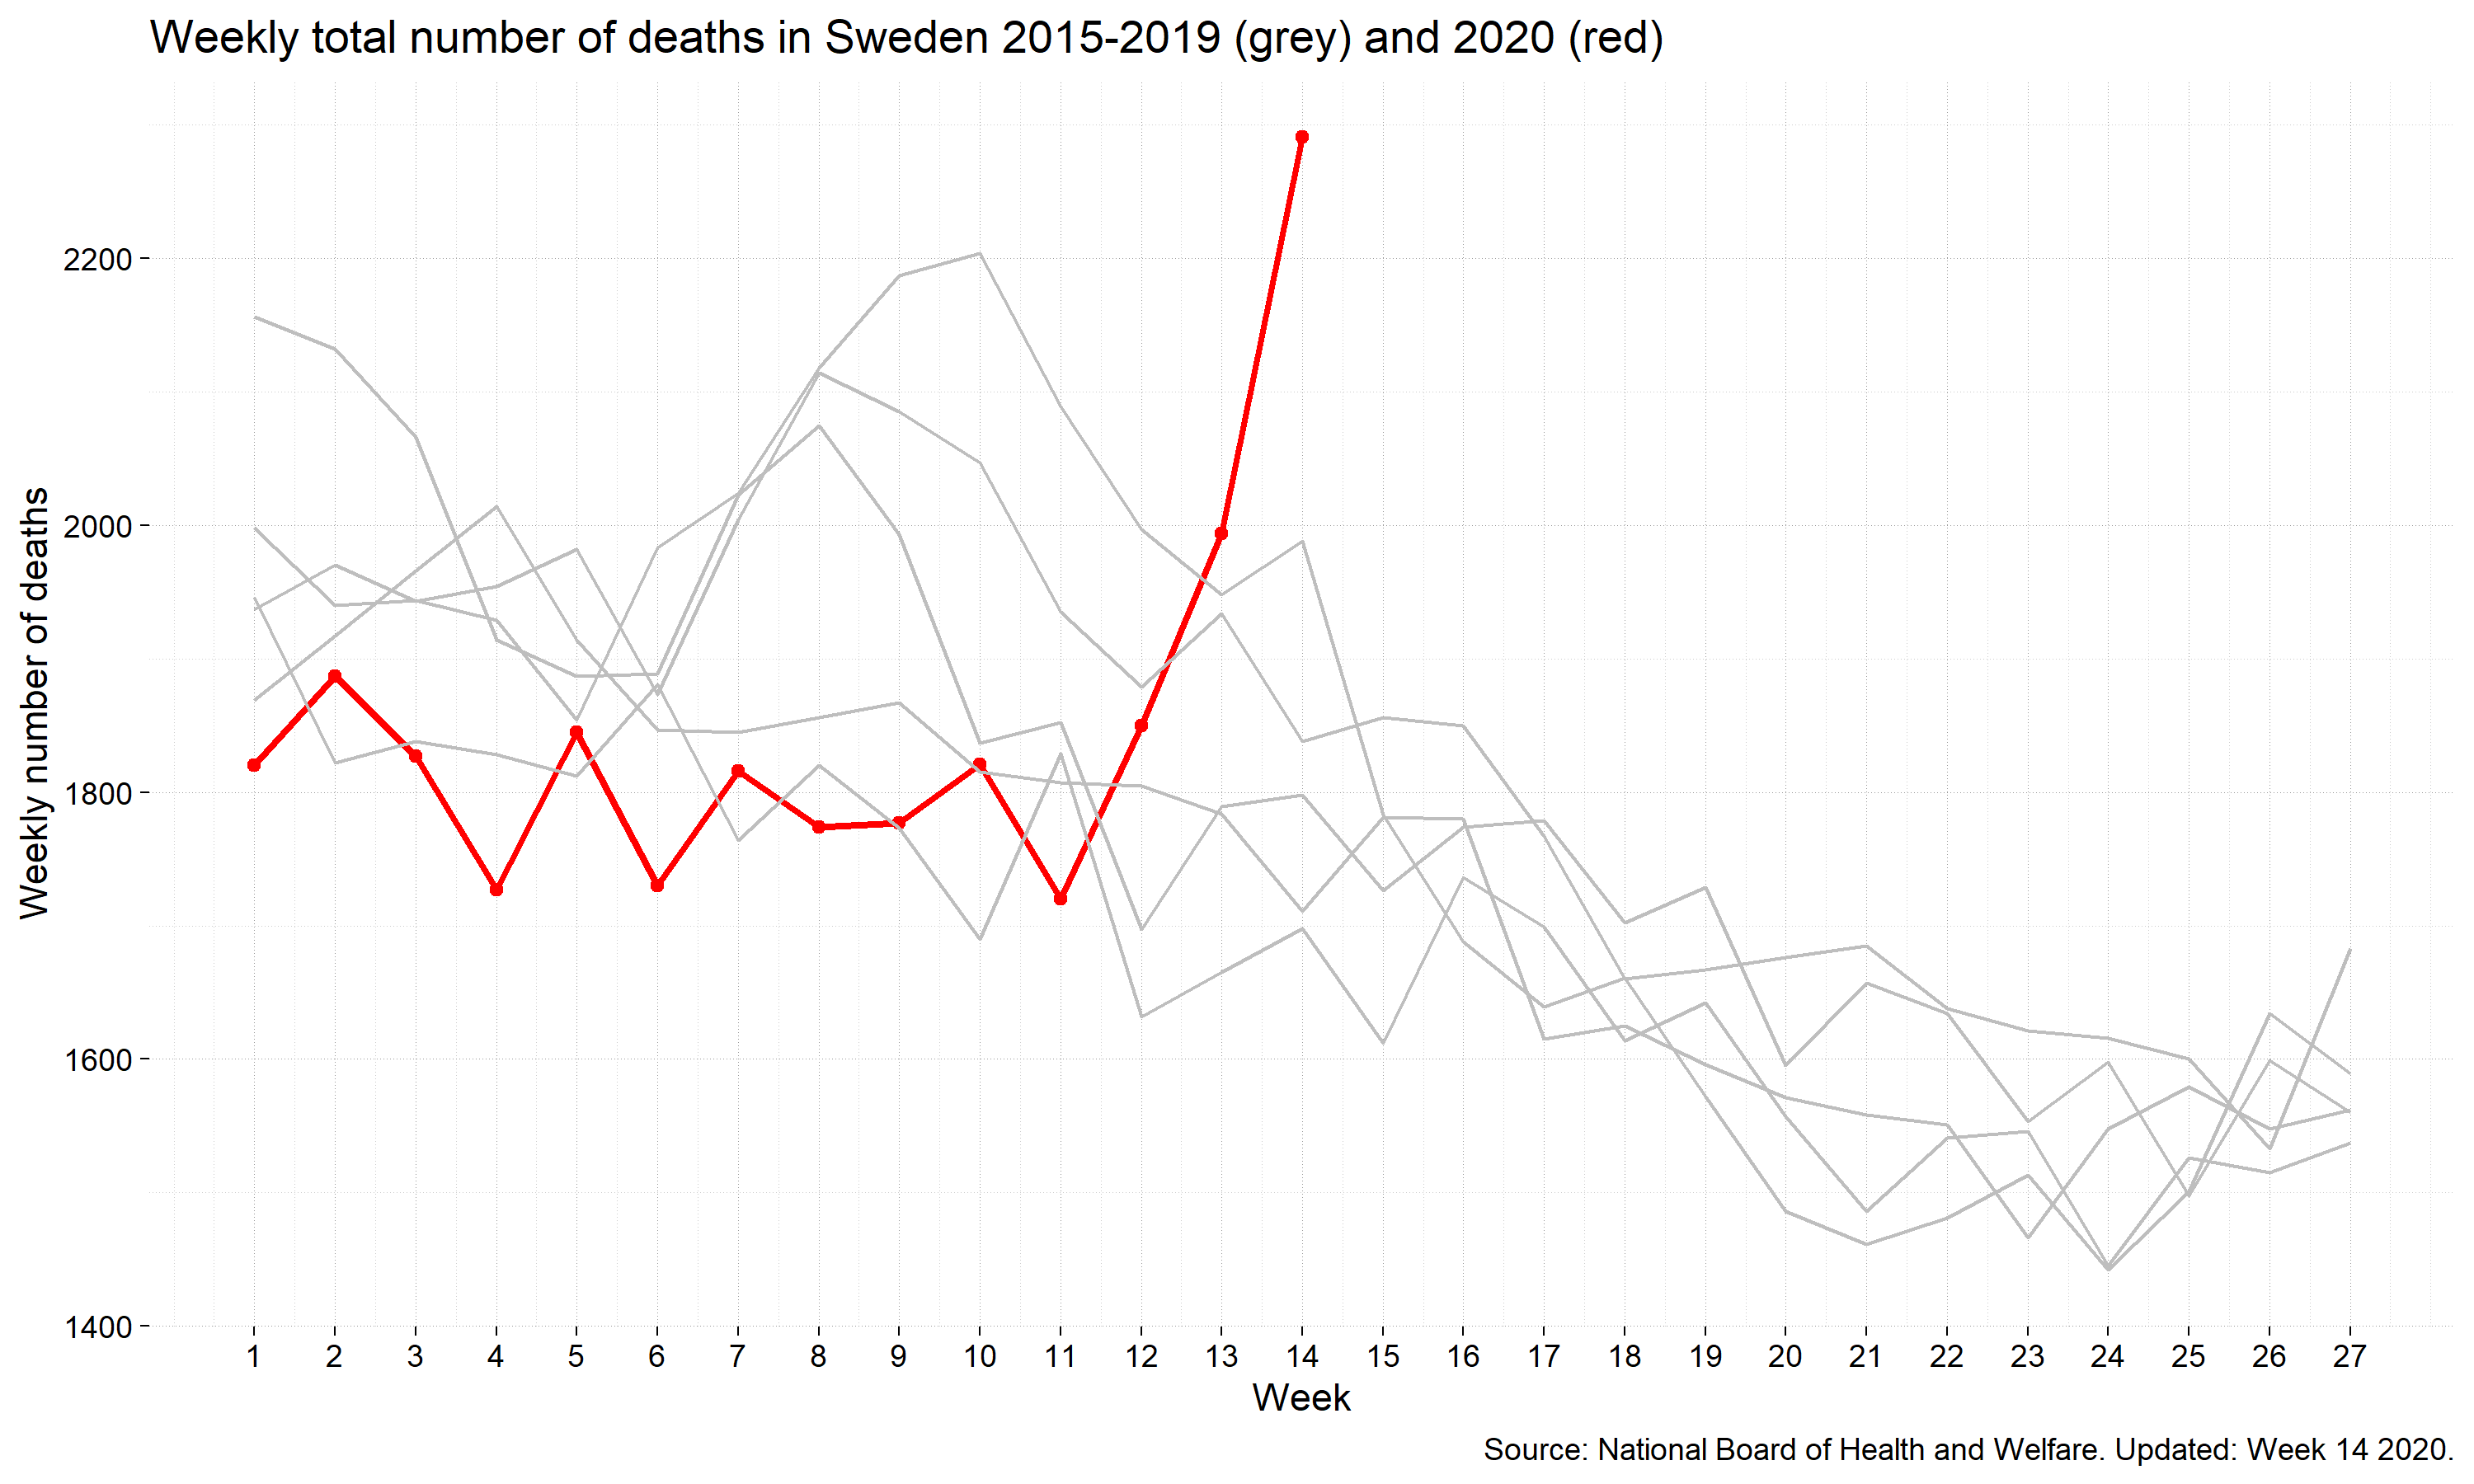 Weekly total number of deaths in Sweden 2015-2019 (grey) and 2020 (red)
Weekly number of deaths
2200
2000
1800
1600
1400
1 2 3 4 5 6 7 8 9 10 11 12 13 14 15 16 17 18 19 20 21 22 23 24 25 26 27
Week
Source: National Board of Health and Welfare. Updated: Week 14 2020.